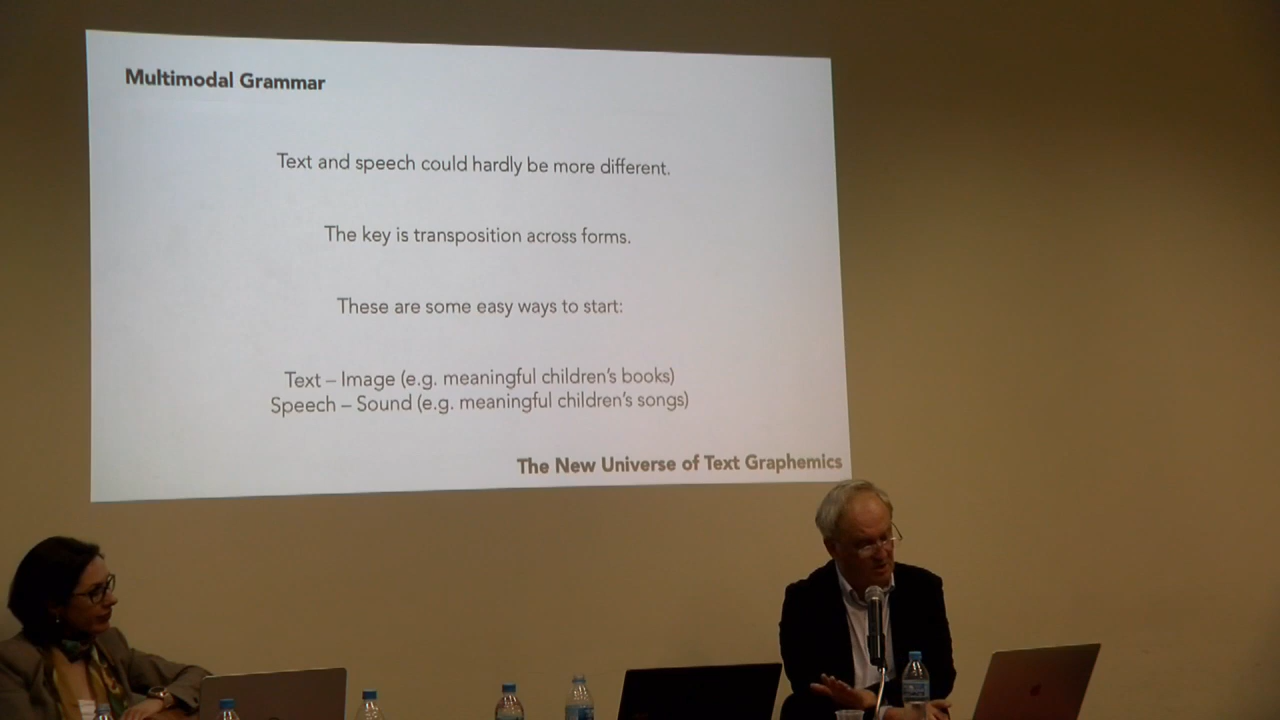 Multimodal Grammar
Text and speech could hardly be more different.
The key is transposition across forms.
These are some easy ways to start:
Text – Image (e.g. meaningful children's books)
Speech – Sound (e.g. meaningful children's songs)
The New Universe of Text Graphemics